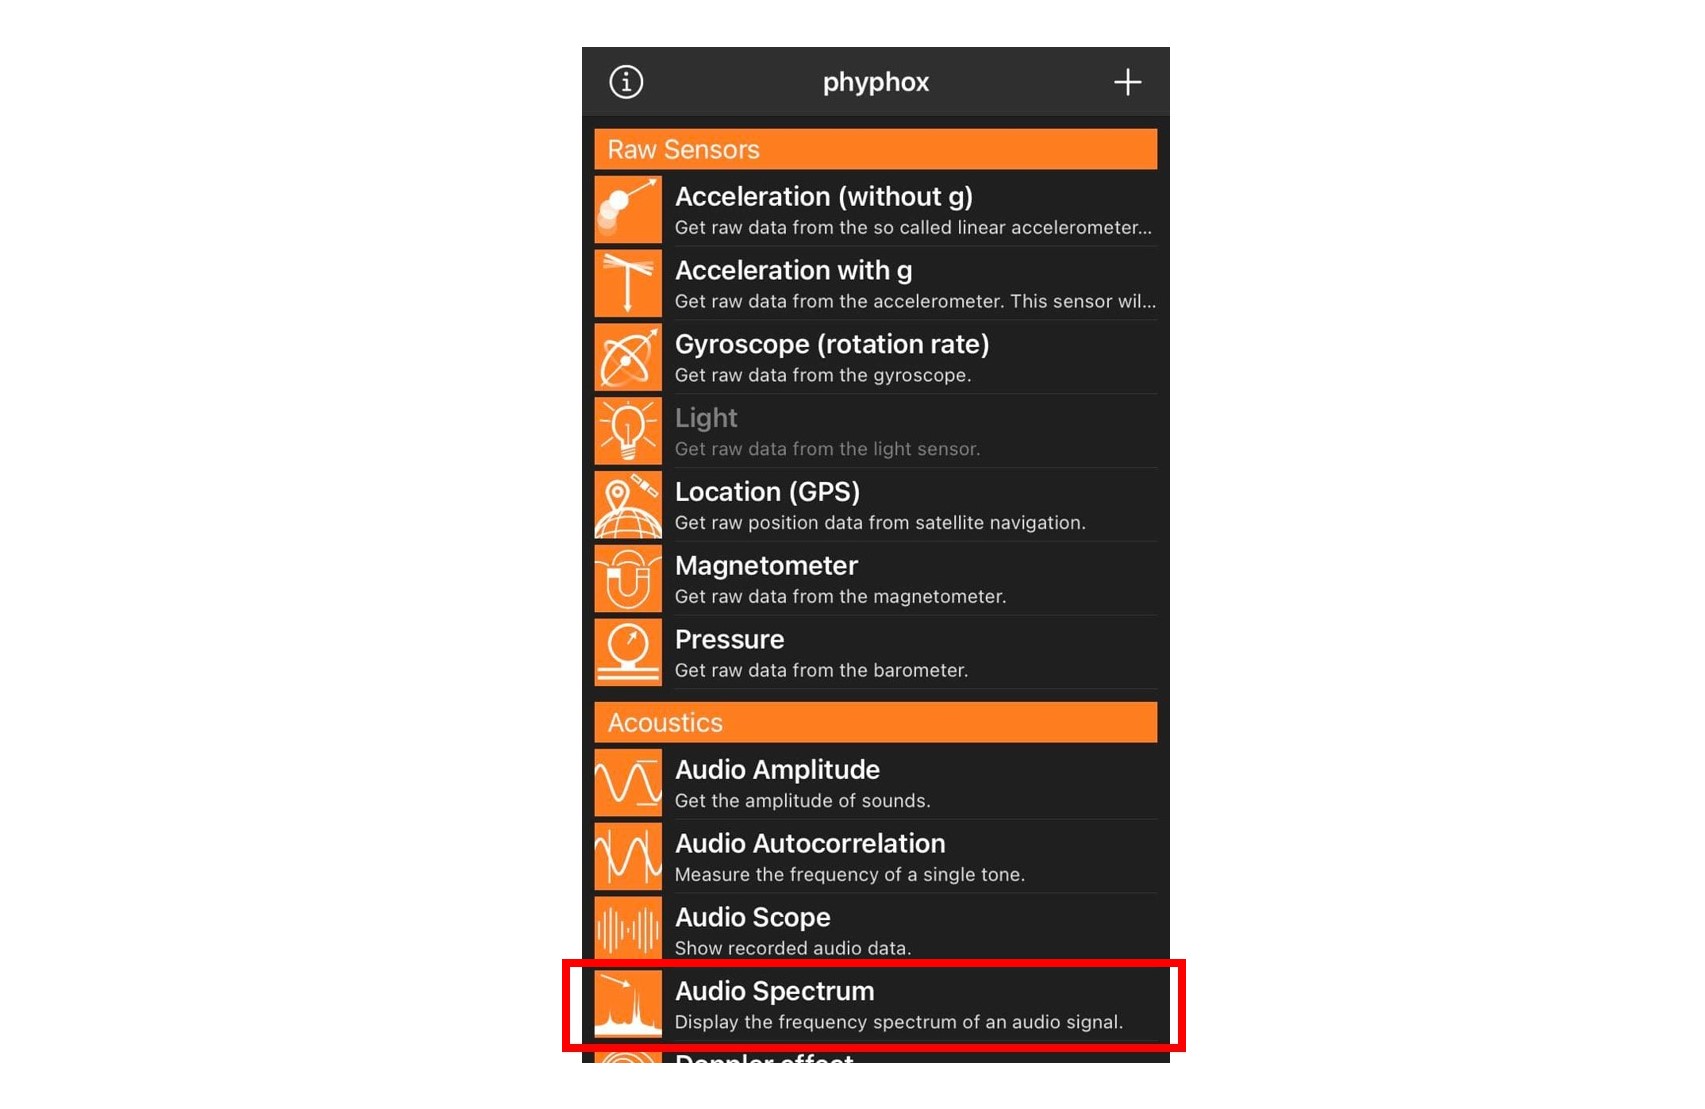 phyphox
Raw Sensors
Acceleration (without g)
Get raw data from the so called linear accelerometer...
Acceleration with g
Get raw data from the accelerometer. This sensor wil...
Gyroscope (rotation rate)
Get raw data from the gyroscope.
Light
Get raw data from the light sensor.
Location (GPS)
Get raw position data from satellite navigation.
Magnetometer
Get raw data from the magnetometer.
Pressure
Get raw data from the barometer.
Acoustics
Audio Amplitude
Get the amplitude of sounds.
Audio Autocorrelation
Measure the frequency of a single tone.
Audio Scope
Show recorded audio data.
Audio Spectrum
Display the frequency spectrum of an audio signal.
Doppler effect